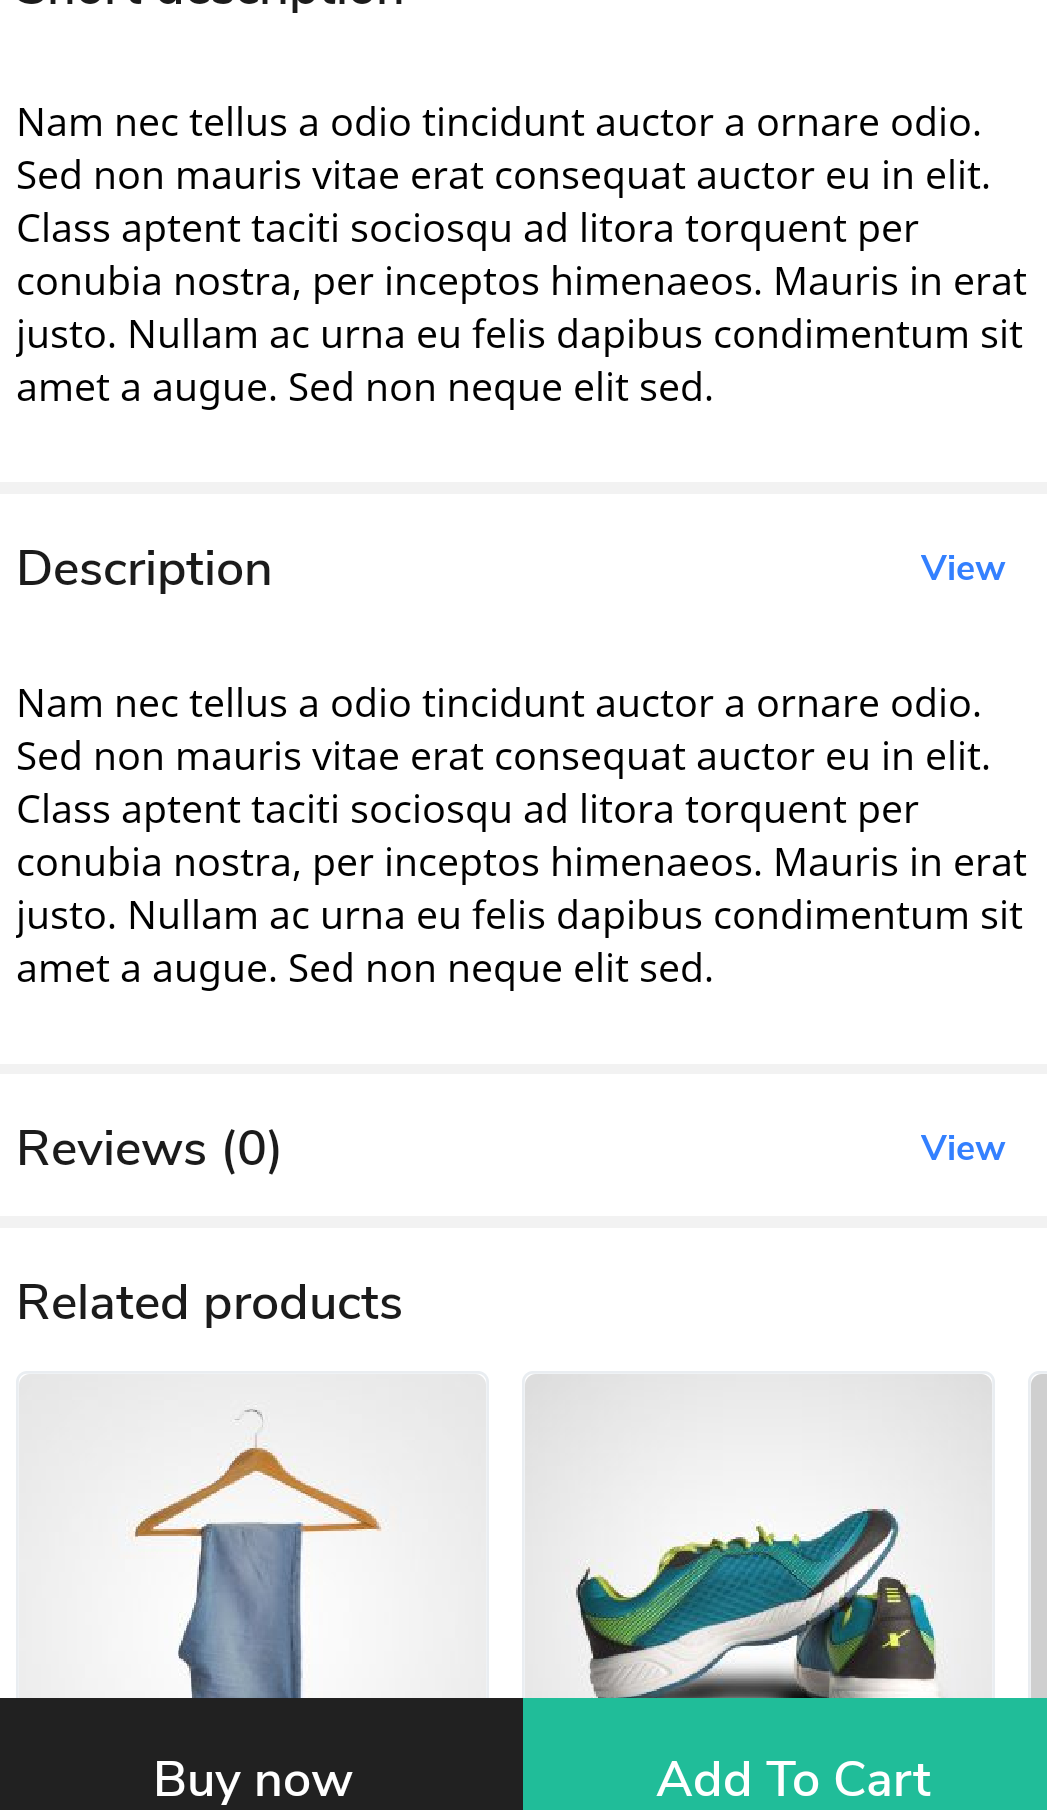 Short description
Nam nec tellus a odio tincidunt auctor a ornare odio.
Sed non mauris vitae erat consequat auctor eu in elit.
Class aptent taciti sociosqu ad litora torquent per
conubia nostra, per inceptos himenaeos. Mauris in erat
justo. Nullam ac urna eu felis dapibus condimentum sit
amet a augue. Sed non neque elit sed.
Description View
Nam nec tellus a odio tincidunt auctor a ornare odio.
Sed non mauris vitae erat consequat auctor eu in elit.
Class aptent taciti sociosqu ad litora torquent per
conubia nostra, per inceptos himenaeos. Mauris in erat
justo. Nullam ac urna eu felis dapibus condimentum sit
amet a augue. Sed non neque elit sed.
Reviews (0) View
Related products
Buy now Add To Cart